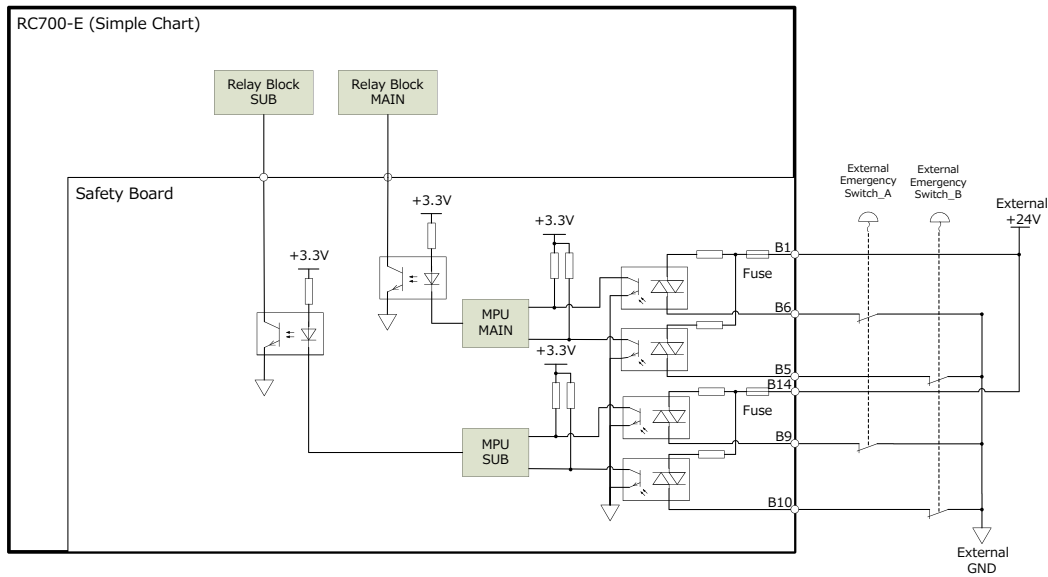 RC700-E (Simple Chart)
Relay Block
SUB
Relay Block
MAIN
Safety Board
+3.3V
+3.3V
+3.3V
+3.3V
MPU
MAIN
MPU
SUB
Fuse
Fuse
B1
B6
B5
B14
B9
B10
External
Emergency
Switch_A
External
Emergency
Switch_B
External
+24V
External
GND